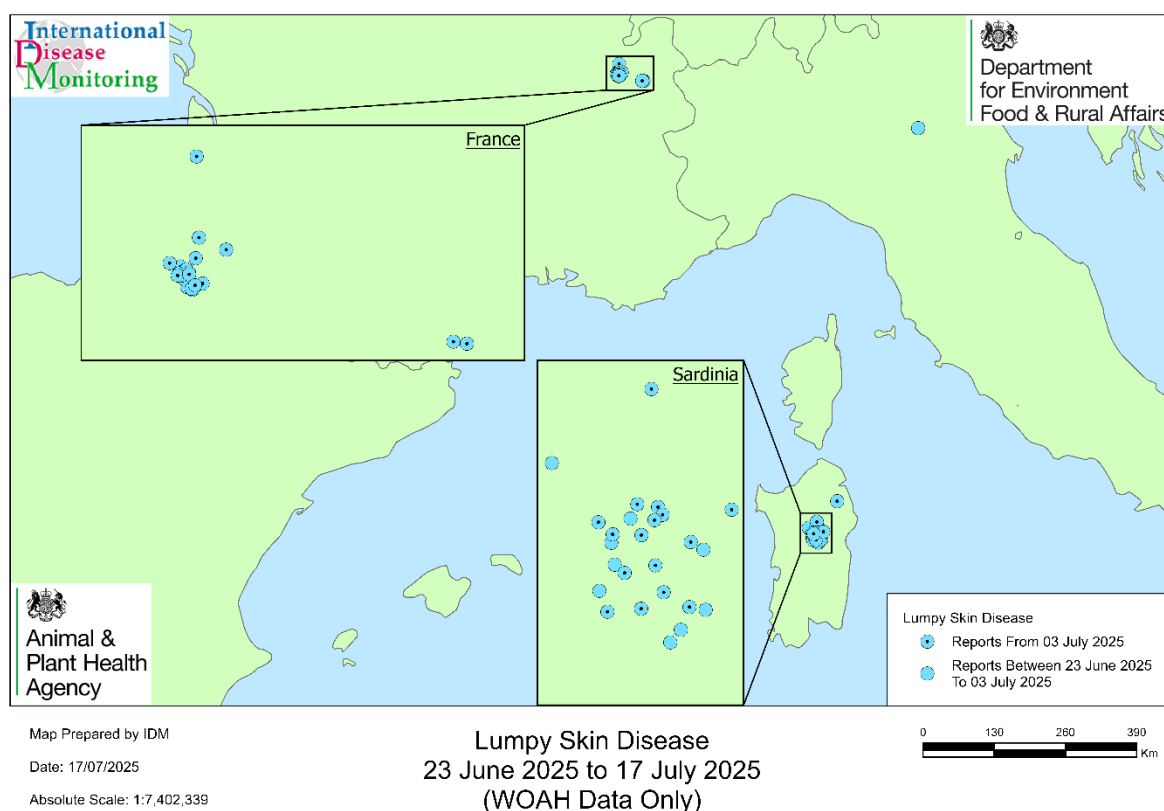 International
Disease
Monitoring
Department
for Environment
Food & Rural Affairs
France
Sardinia
Animal &
Plant Health
Agency
Lumpy Skin Disease
Reports From 03 July 2025
Reports Between 23 June 2025
To 03 July 2025
Map Prepared by IDM
Date: 17/07/2025
Absolute Scale: 1:7,402,339
Lumpy Skin Disease
23 June 2025 to 17 July 2025
(WOAH Data Only)
0 130 260 390
Km